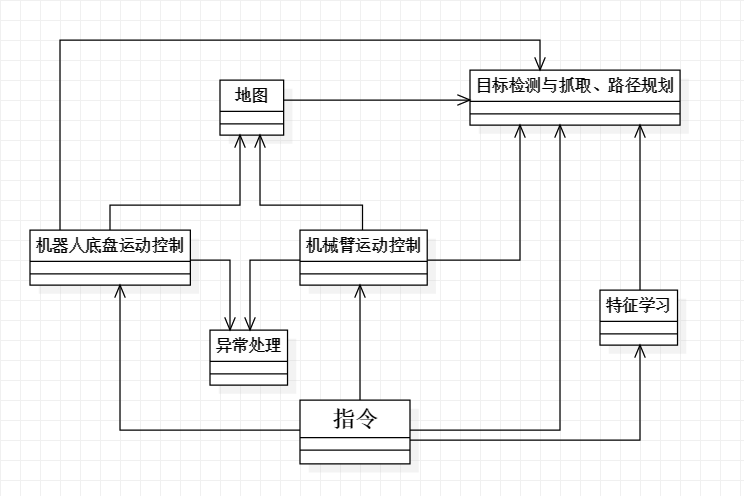 目标检测与抓取、路径规划
地图
机器人底盘运动控制
机械臂运动控制
特征学习
异常处理
指令